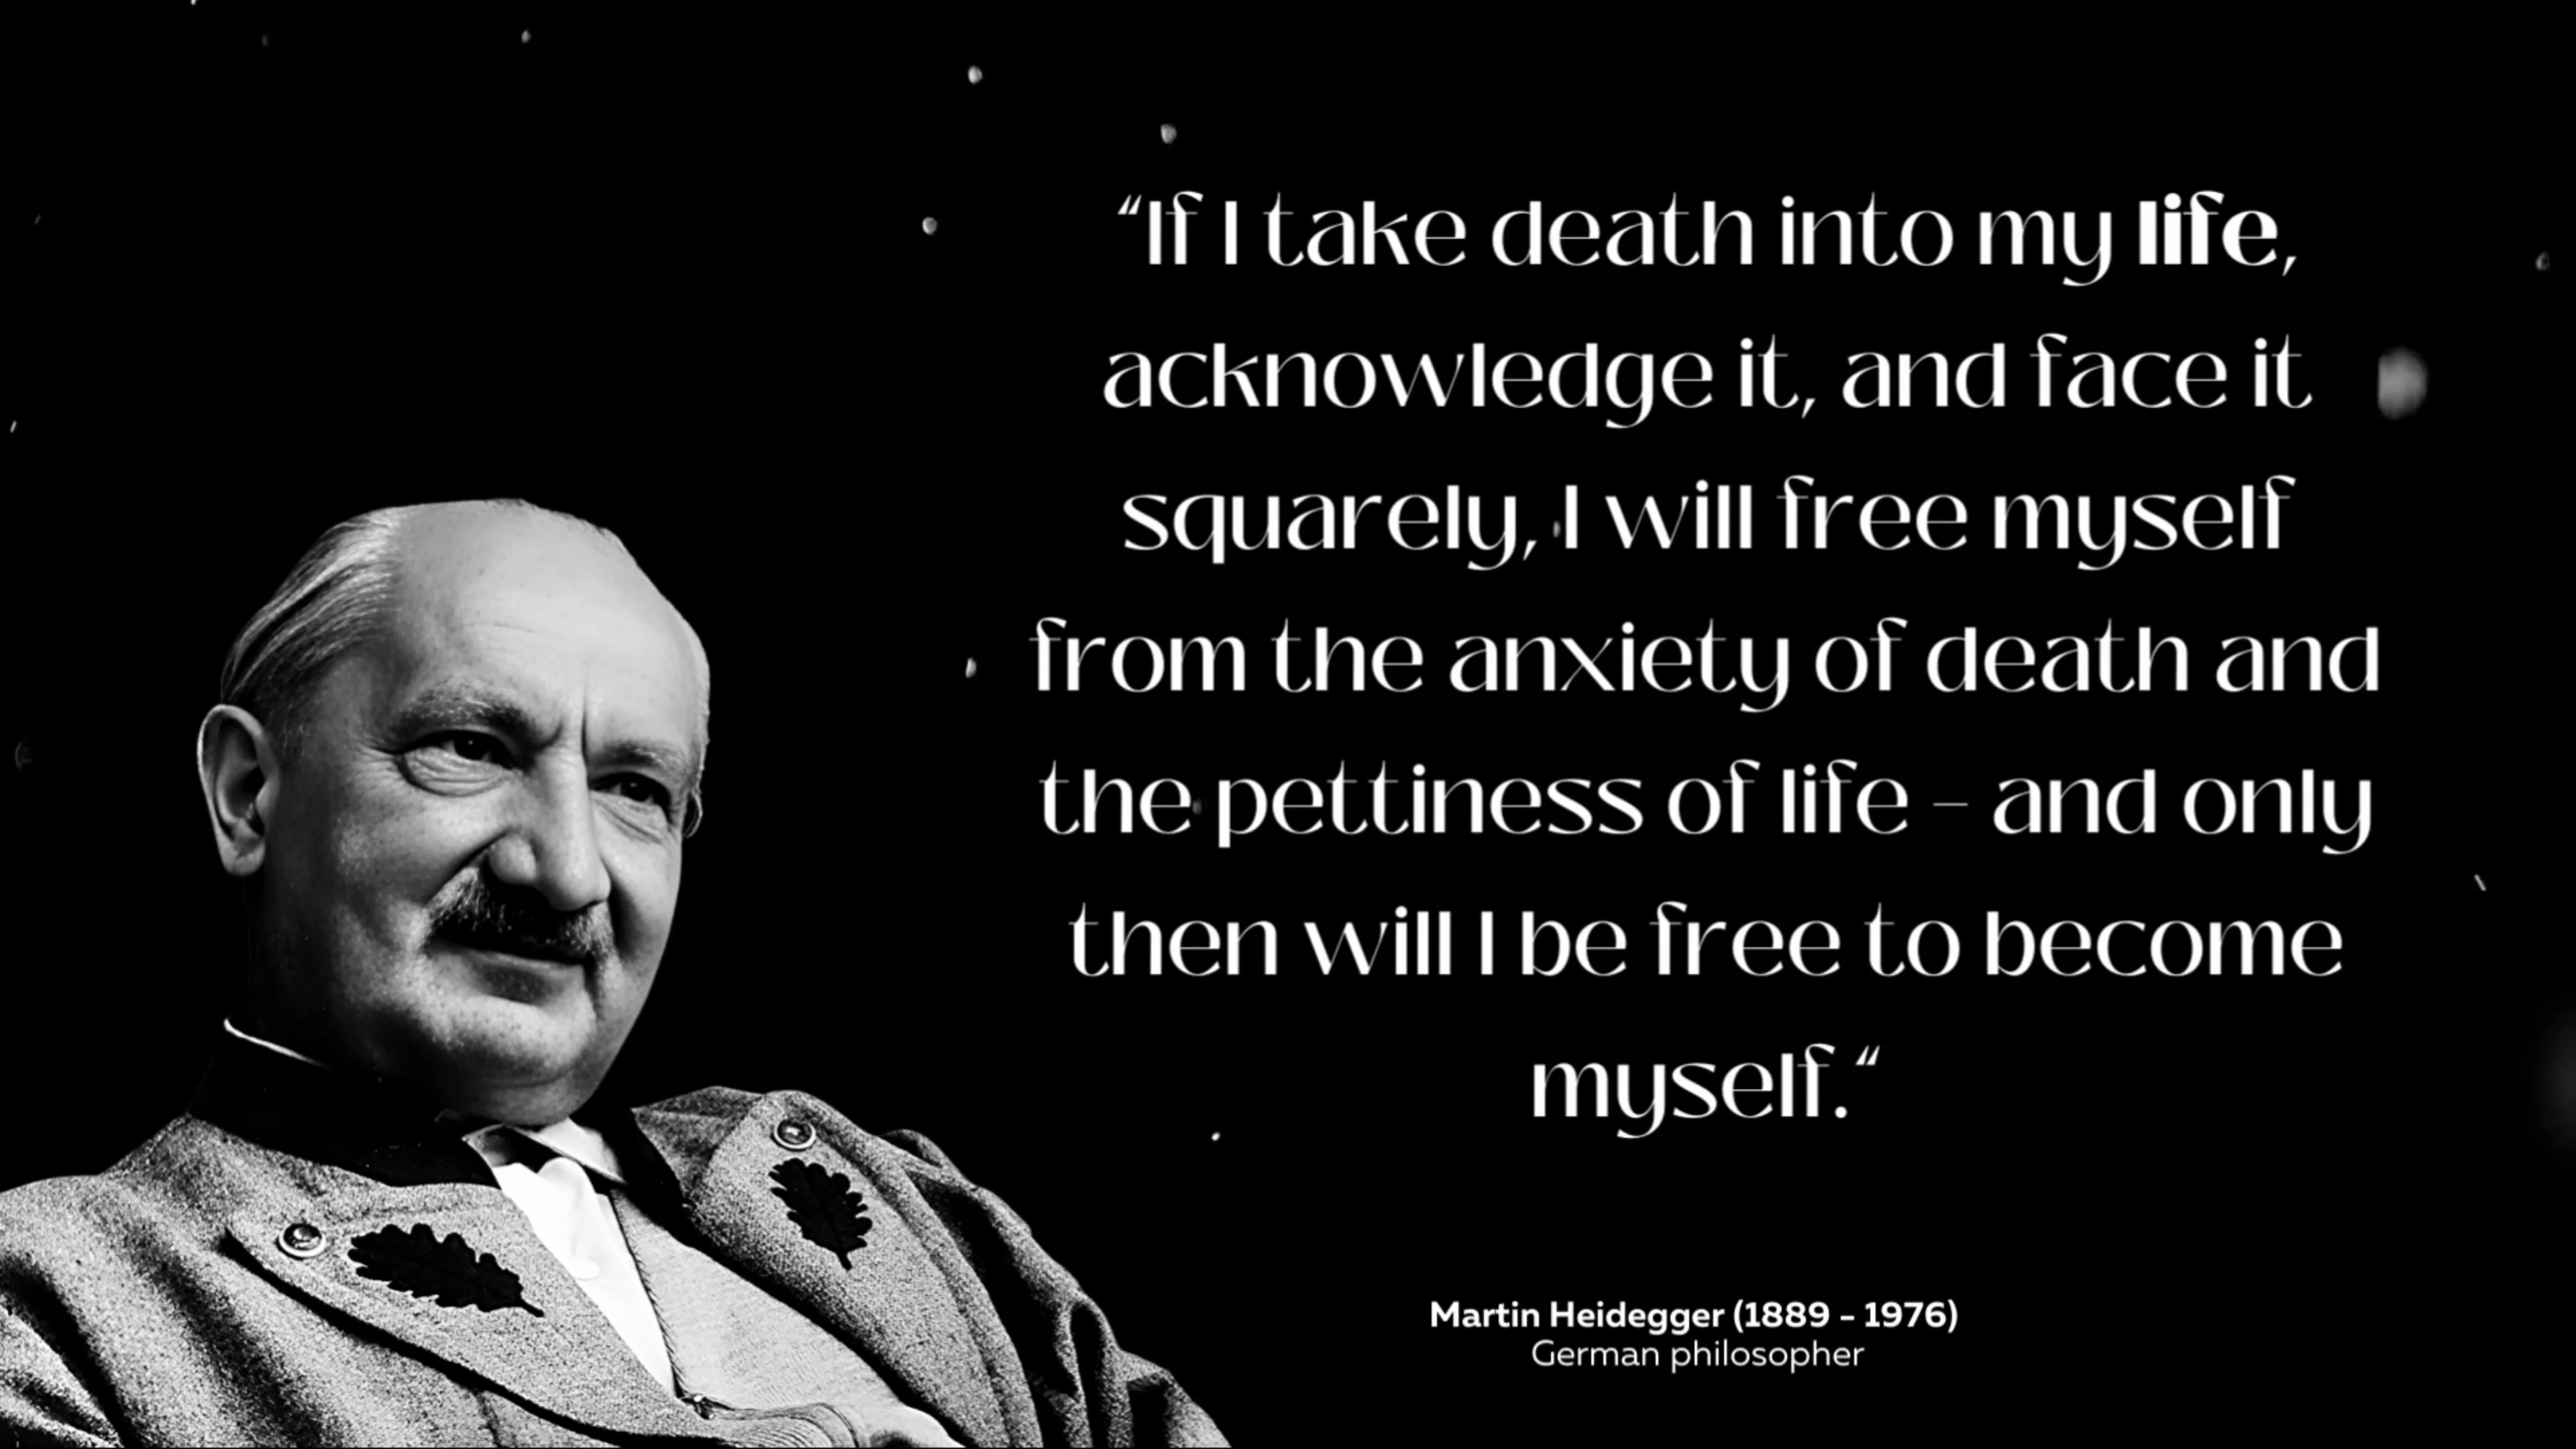 “If I take death into my life,
acknowledge it, and face it
squarely, I will free myself
from the anxiety of death and
the pettiness of life – and only
then will I be free to become
myself.“
Martin Heidegger (1889 – 1976)
German philosopher